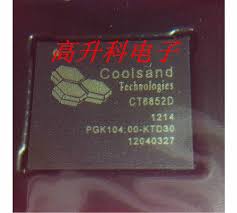 高升科电子
Coolsand
Technologies
CT8852D
1214
PGK104.00-KTD30
12040327